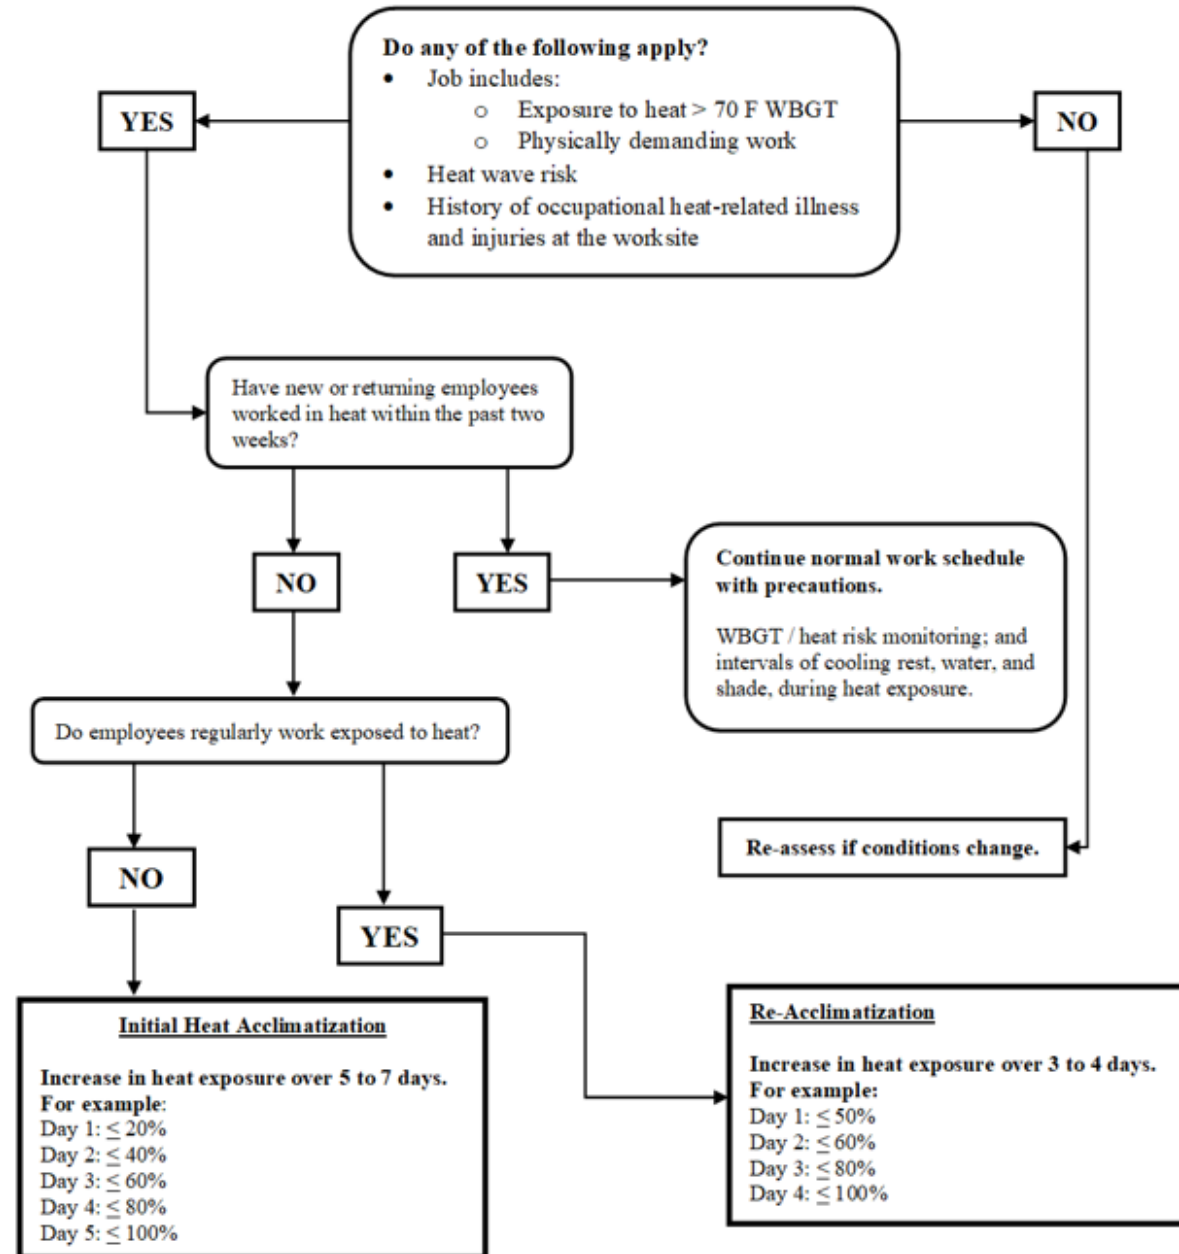 Do any of the following apply?
• Job includes:
o Exposure to heat > 70 F WBGT
o Physically demanding work
• Heat wave risk
• History of occupational heat-related illness
and injuries at the worksite
YES
NO
Have new or returning employees
worked in heat within the past two
weeks?
NO
YES
Continue normal work schedule
with precautions.
WBGT / heat risk monitoring; and
intervals of cooling rest, water, and
shade, during heat exposure.
Do employees regularly work exposed to heat?
Re-assess if conditions change.
NO
YES
Initial Heat Acclimatization
Increase in heat exposure over 5 to 7 days.
For example:
Day 1: ≤ 20%
Day 2: ≤ 40%
Day 3: ≤ 60%
Day 4: ≤ 80%
Day 5: ≤ 100%
Re-Acclimatization
Increase in heat exposure over 3 to 4 days.
For example:
Day 1: ≤ 50%
Day 2: ≤ 60%
Day 3: ≤ 80%
Day 4: ≤ 100%